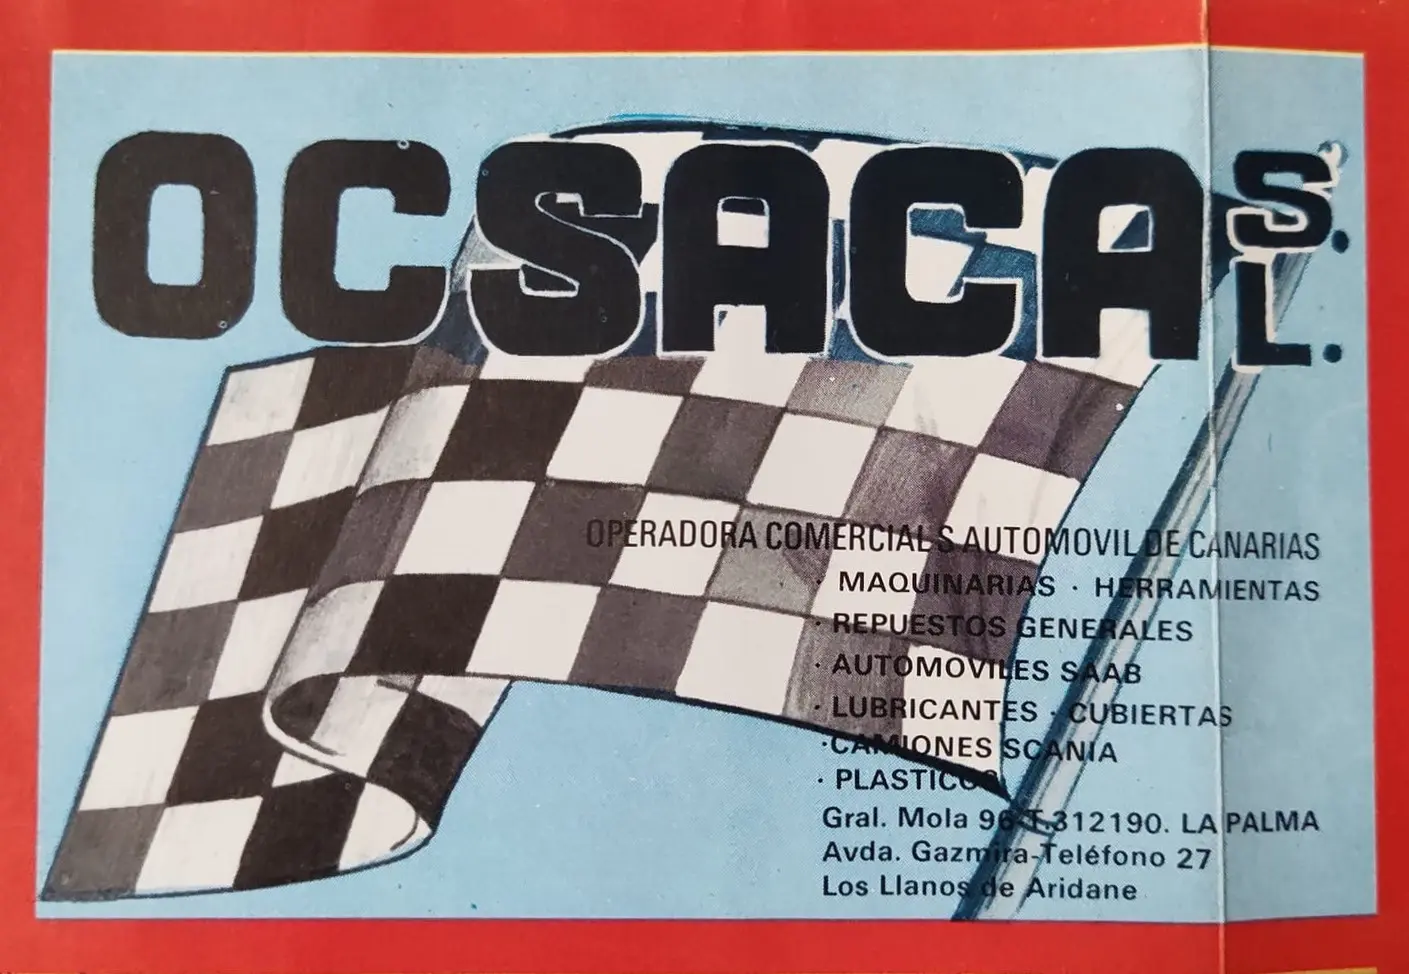 OCSACA S.L.
OPERADORA COMERCIAL S AUTOMOVIL DE CANARIAS
· MAQUINARIAS · HERRAMIENTAS
· REPUESTOS GENERALES
· AUTOMOVILES SAAB
· LUBRICANTES · CUBIERTAS
· CAMIONES SCANIA
· PLASTICOS
Gral. Mola 96-T.312190. LA PALMA
Avda. Gazmira-Teléfono 27
Los Llanos de Aridane